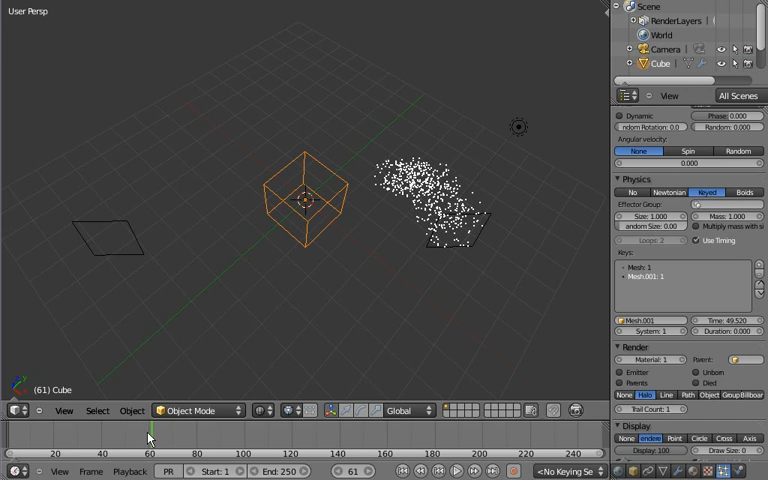 User Persp
Scene
RenderLayers
World
Camera
Cube
View All Scenes
Dynamic Phase: 0.000
ndom Rotation: 0.0 Random: 0.000
Angular velocity:
None Spin Random
0.000
Physics
No Newtonian Keyed Boids
Effector Group:
Size: 1.000 Mass: 1.000
andom Size: 0.00 Multiply mass with si
Loops: 2 Use Timing
Keys:
Mesh: 1
Mesh.001: 1
Mesh.001 Time: 49.520
System: 1 Duration: 0.000
Render
Material: 1 Parent:
Emitter Unborn
Parents Died
None Halo Line Path Object Group Billboar
Trail Count: 1
Display
None endere Point Circle Cross Axis
Display: 100 Draw Size: 0
(61) Cube
View Select Object Object Mode Global
20 40 60 80 100 120 140 160 180 200 220 240
View Frame Playback PR Start: 1 End: 250 61 <No Keying Se